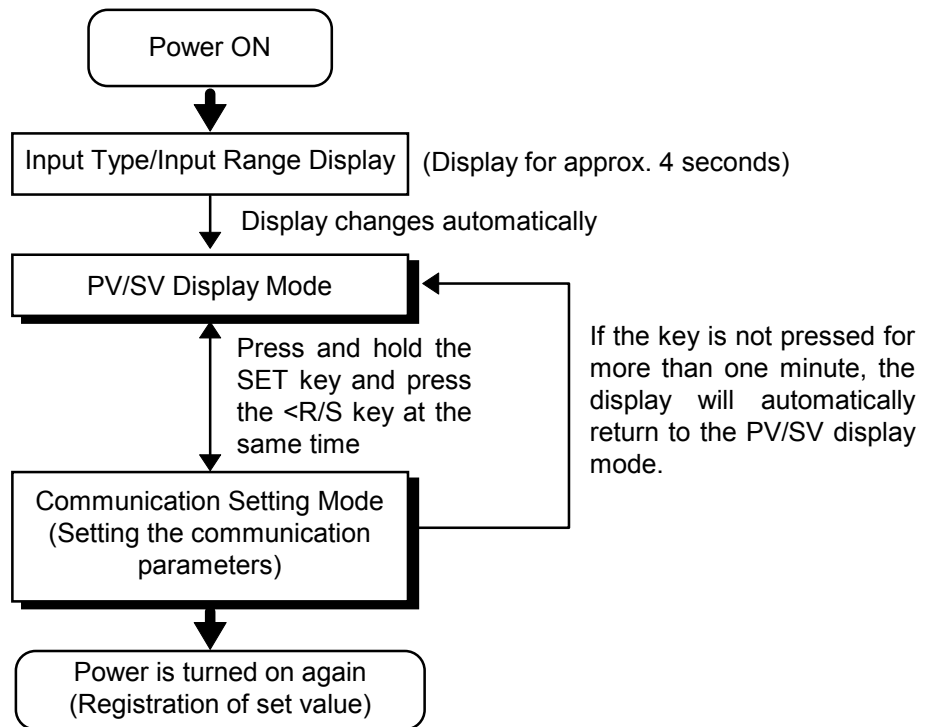 Power ON
Input Type/Input Range Display
(Display for approx. 4 seconds)
Display changes automatically
PV/SV Display Mode
Press and hold the
SET key and press
the <R/S key at the
same time
If the key is not pressed for
more than one minute, the
display will automatically
return to the PV/SV display
mode.
Communication Setting Mode
(Setting the communication
parameters)
Power is turned on again
(Registration of set value)